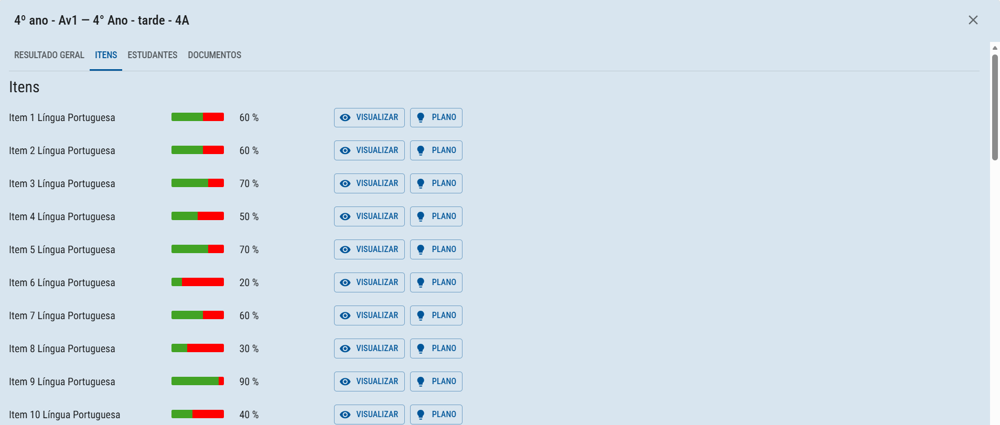 4º ano - Av1 — 4° Ano - tarde - 4A
RESULTADO GERAL ITENS ESTUDANTES DOCUMENTOS
Itens
Item 1 Língua Portuguesa 60 % VISUALIZAR PLANO
Item 2 Língua Portuguesa 60 % VISUALIZAR PLANO
Item 3 Língua Portuguesa 70 % VISUALIZAR PLANO
Item 4 Língua Portuguesa 50 % VISUALIZAR PLANO
Item 5 Língua Portuguesa 70 % VISUALIZAR PLANO
Item 6 Língua Portuguesa 20 % VISUALIZAR PLANO
Item 7 Língua Portuguesa 60 % VISUALIZAR PLANO
Item 8 Língua Portuguesa 30 % VISUALIZAR PLANO
Item 9 Língua Portuguesa 90 % VISUALIZAR PLANO
Item 10 Língua Portuguesa 40 % VISUALIZAR PLANO